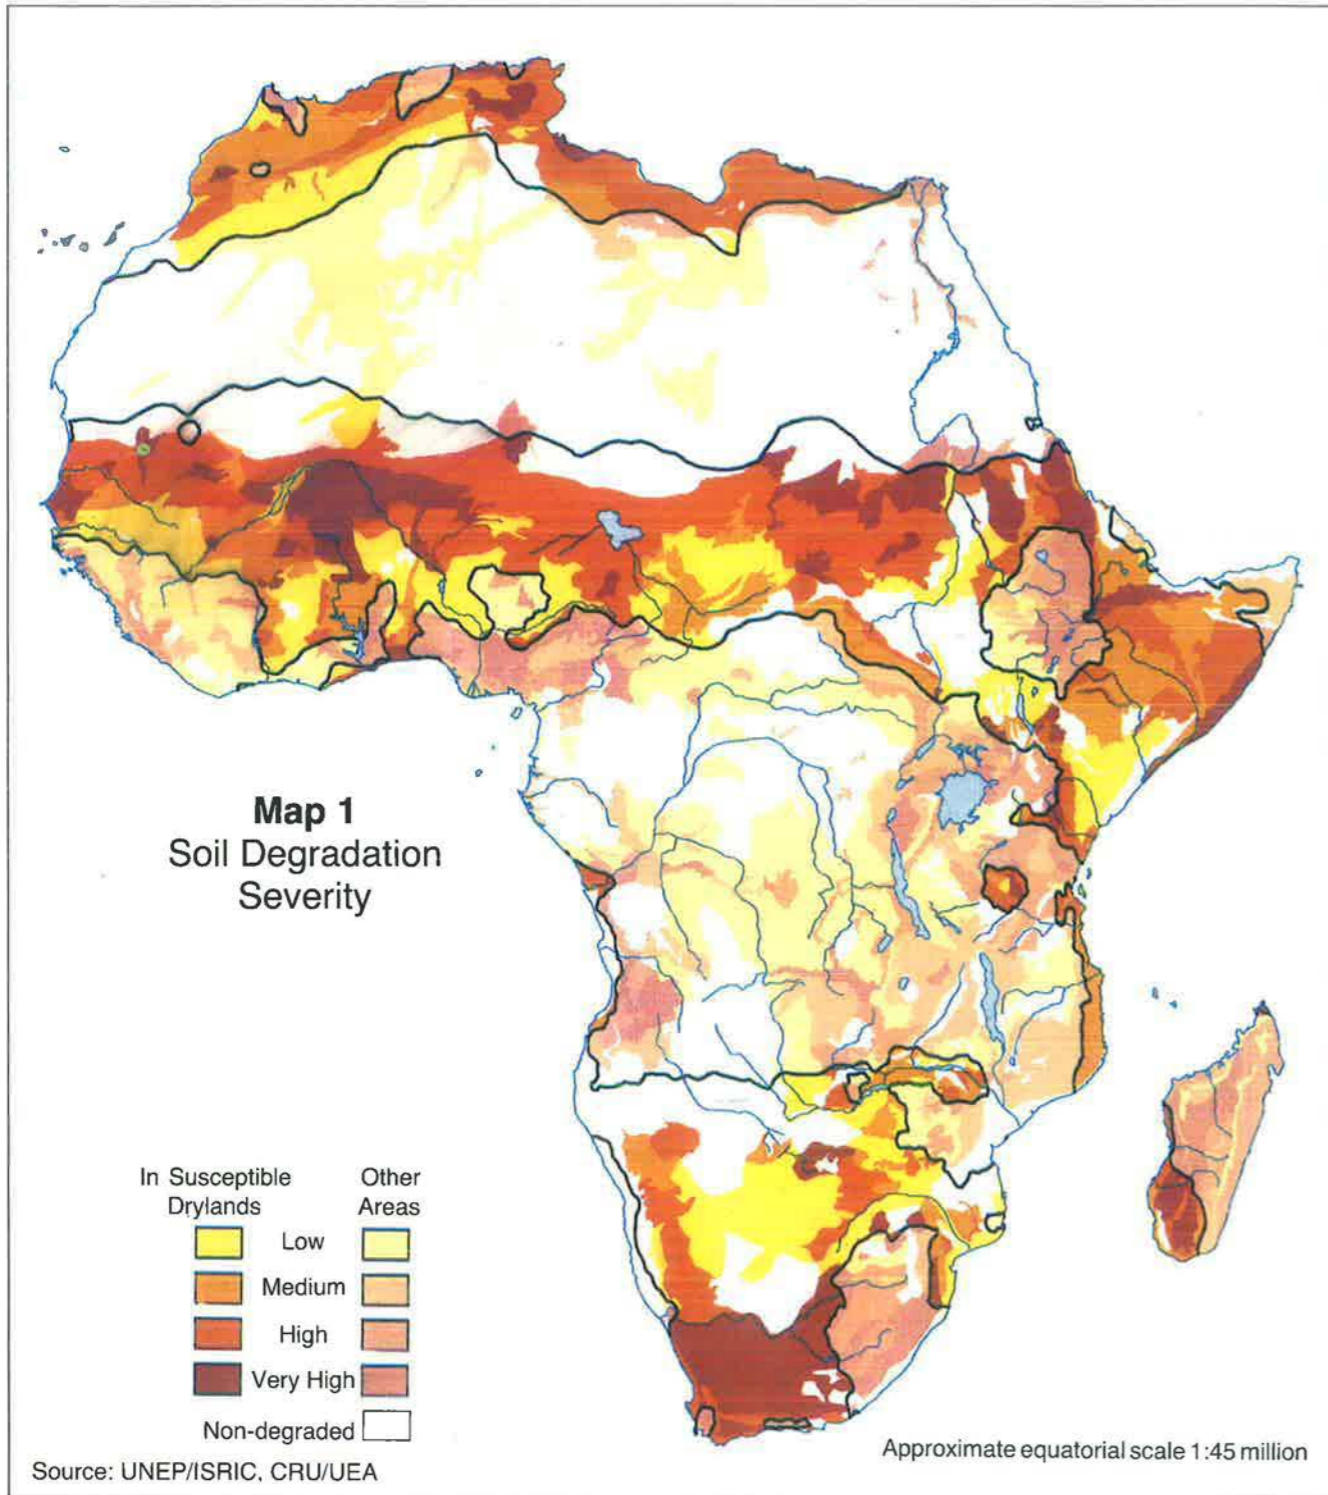 Map 1
Soil Degradation
Severity
In Susceptible Other
Drylands Areas
Low
Medium
High
Very High
Non-degraded
Source: UNEP/ISRIC, CRU/UEA
Approximate equatorial scale 1:45 million